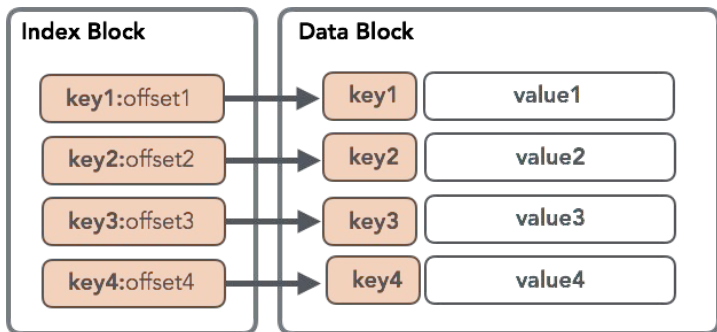 Index Block
Data Block
key1:offset1
key1
value1
key2:offset2
key2
value2
key3:offset3
key3
value3
key4:offset4
key4
value4